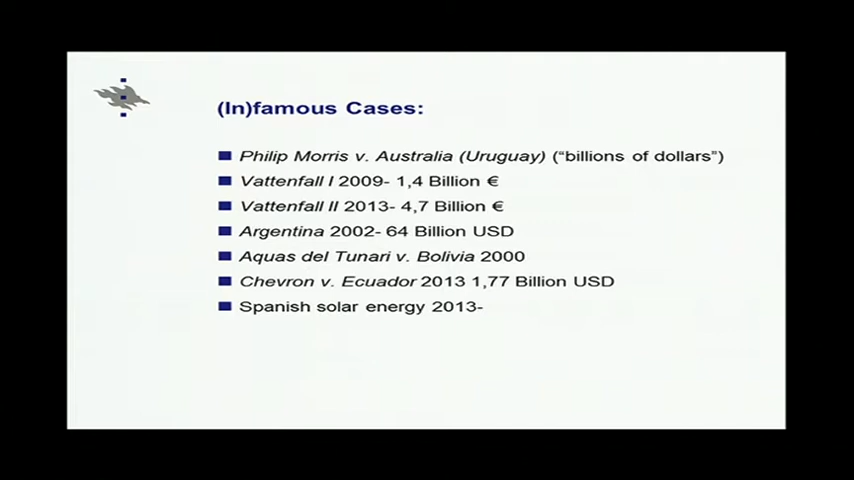 (In)famous Cases:
Philip Morris v. Australia (Uruguay) (“billions of dollars”)
Vattenfall I 2009- 1,4 Billion €
Vattenfall II 2013- 4,7 Billion €
Argentina 2002- 64 Billion USD
Aquas del Tunari v. Bolivia 2000
Chevron v. Ecuador 2013 1,77 Billion USD
Spanish solar energy 2013-